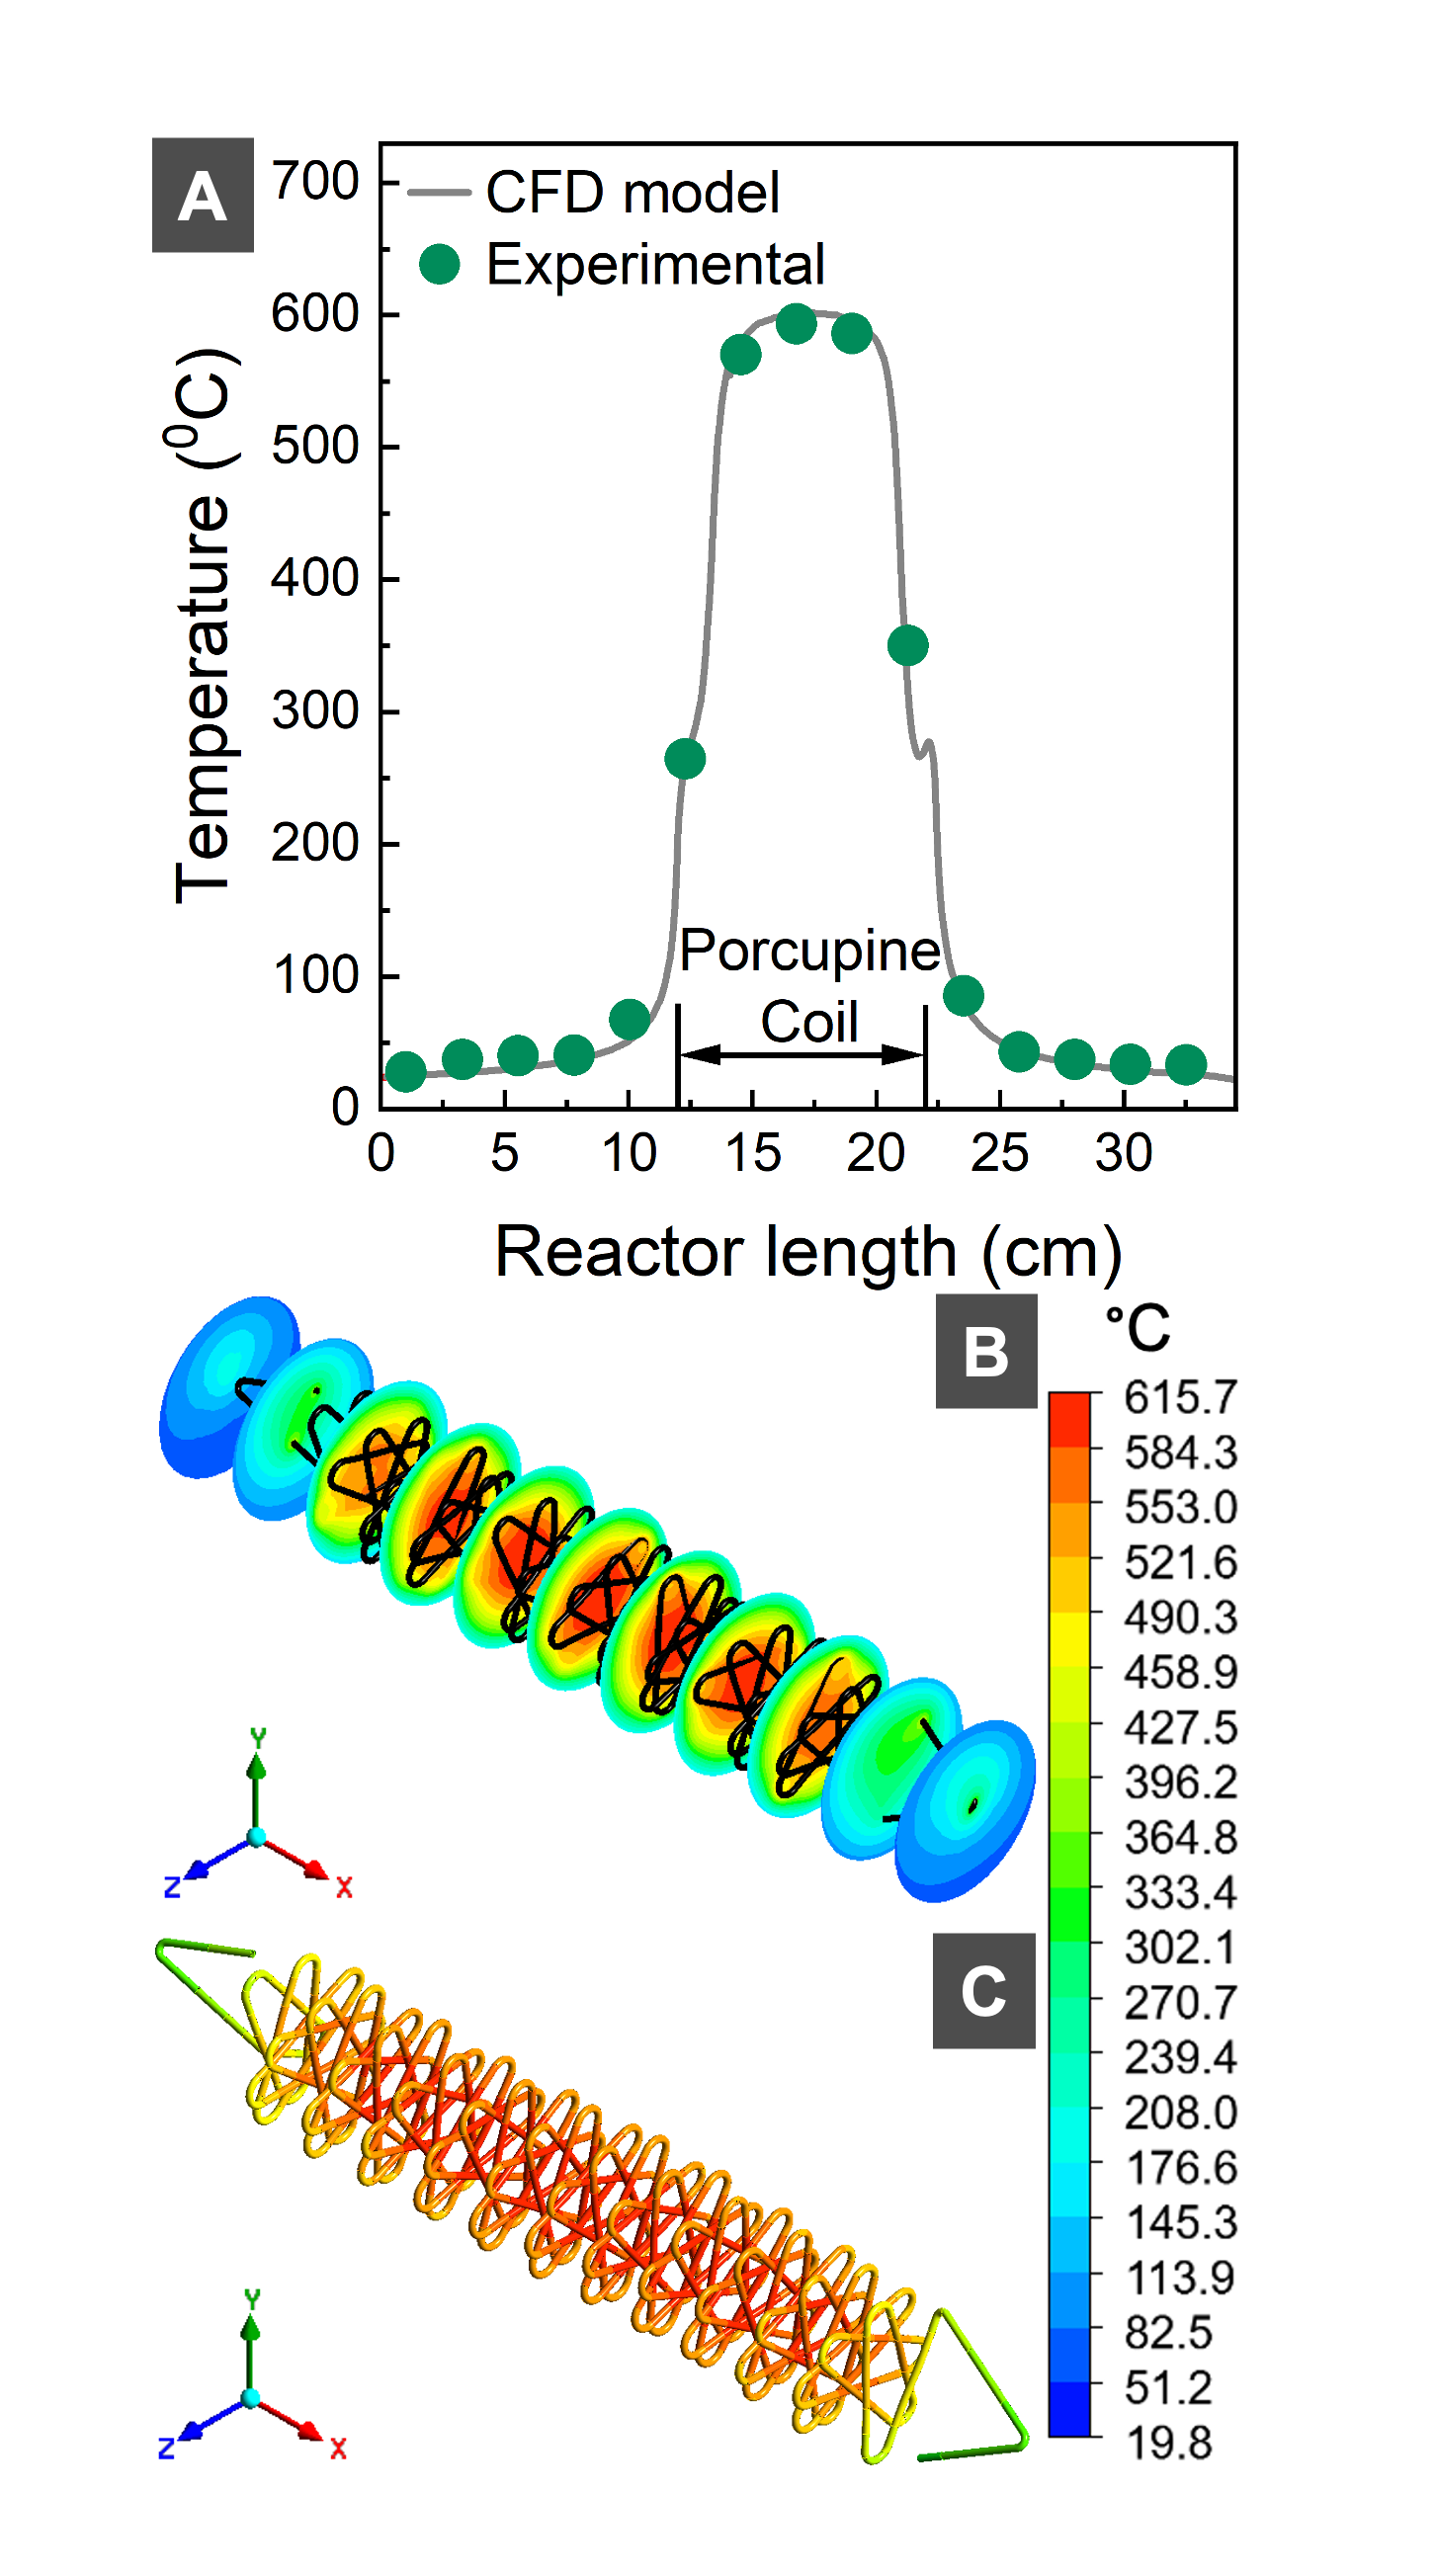 A
700
600
500
400
300
200
100
0
CFD model
Experimental
Temperature (⁰C)
Porcupine
Coil
0 5 10 15 20 25 30
Reactor length (cm)
B
°C
615.7
584.3
553.0
521.6
490.3
458.9
427.5
396.2
364.8
333.4
302.1
270.7
239.4
208.0
176.6
145.3
113.9
82.5
51.2
19.8
Y
Z
X
C
Y
Z
X